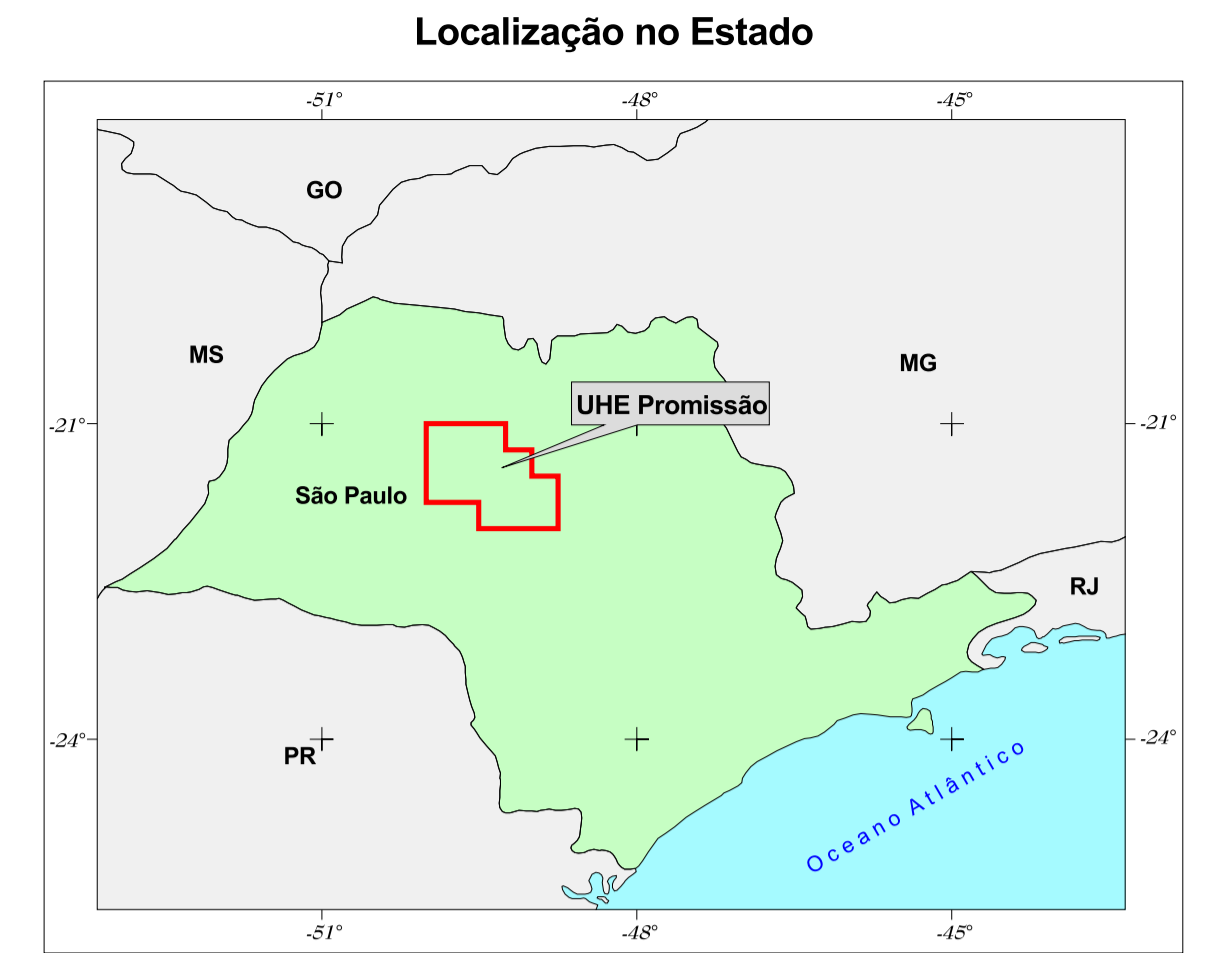 Localização no Estado
-51°
-48°
-45°
GO
MS
MG
UHE Promissão
-21°
-21°
São Paulo
RJ
-24°
-24°
PR
Oceano Atlântico
-51°
-48°
-45°